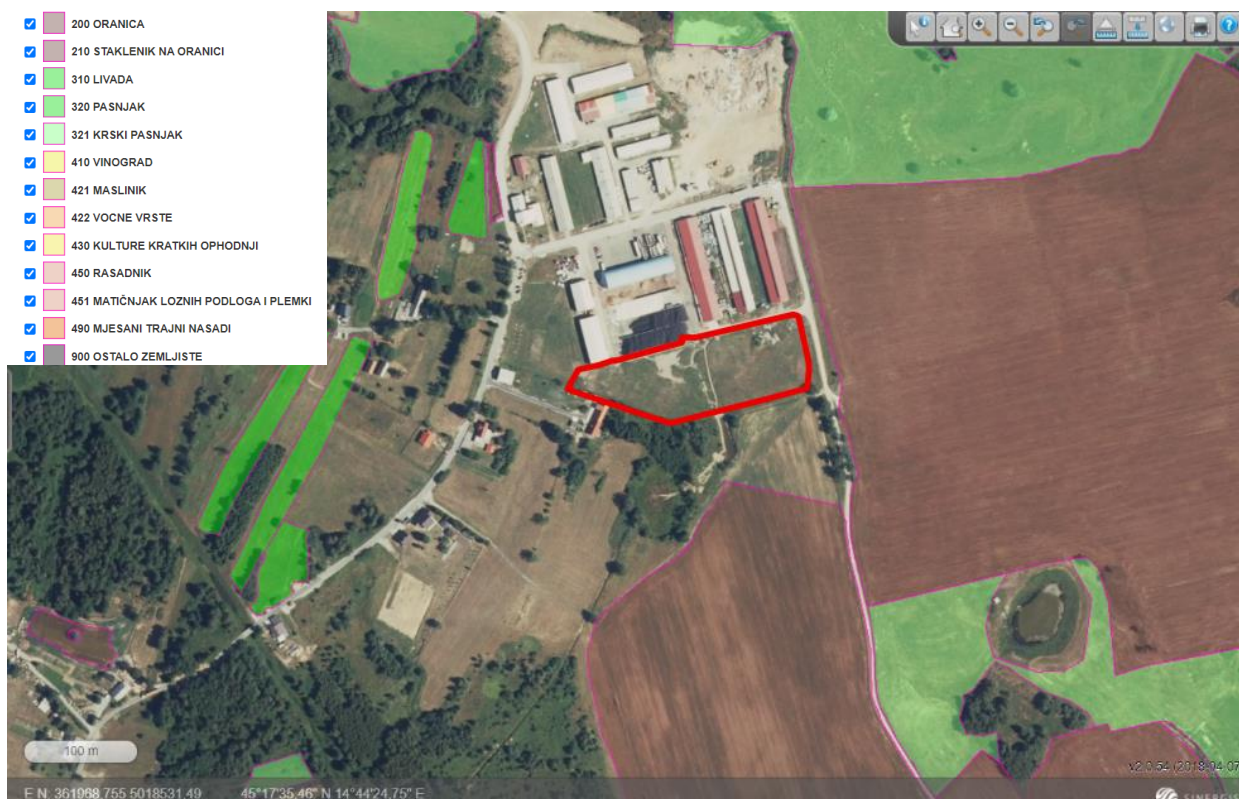 200 ORANICA
210 STAKLENIK NA ORANICI
310 LIVADA
320 PASNJAK
321 KRSKI PASNJAK
410 VINOGRAD
421 MASLINIK
422 VOCNE VRSTE
430 KULTURE KRATKIH OPHODNJI
450 RASADNIK
451 MATIČNJAK LOZNIH PODLOGA I PLEMKI
490 MJESANI TRAJNI NASADI
900 OSTALO ZEMLJISTE
100 m
v2.0.54 (2018-04-07
E N: 361968.755 5018531.49 45°17'35.46" N 14°44'24.75" E
SINERGIS